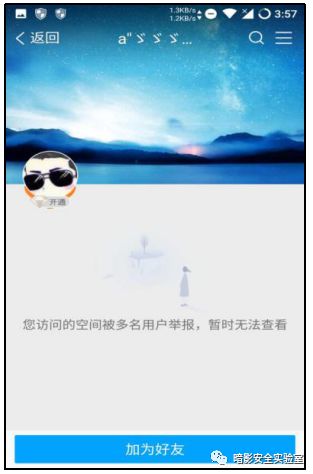 1.3KB/s
1.2KB/s
3:57
返回
a"ゞゞゞ...
开通
您访问的空间被多名用户举报，暂时无法查看
加为好友
暗影安全实验室